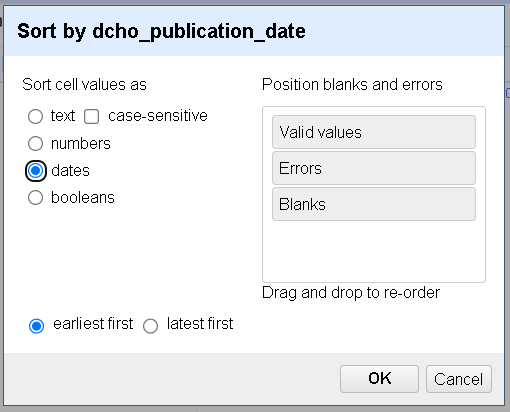 Sort by dcho_publication_date
Sort cell values as
text case-sensitive
numbers
dates
booleans
Position blanks and errors
Valid values
Errors
Blanks
Drag and drop to re-order
earliest first latest first
OK Cancel